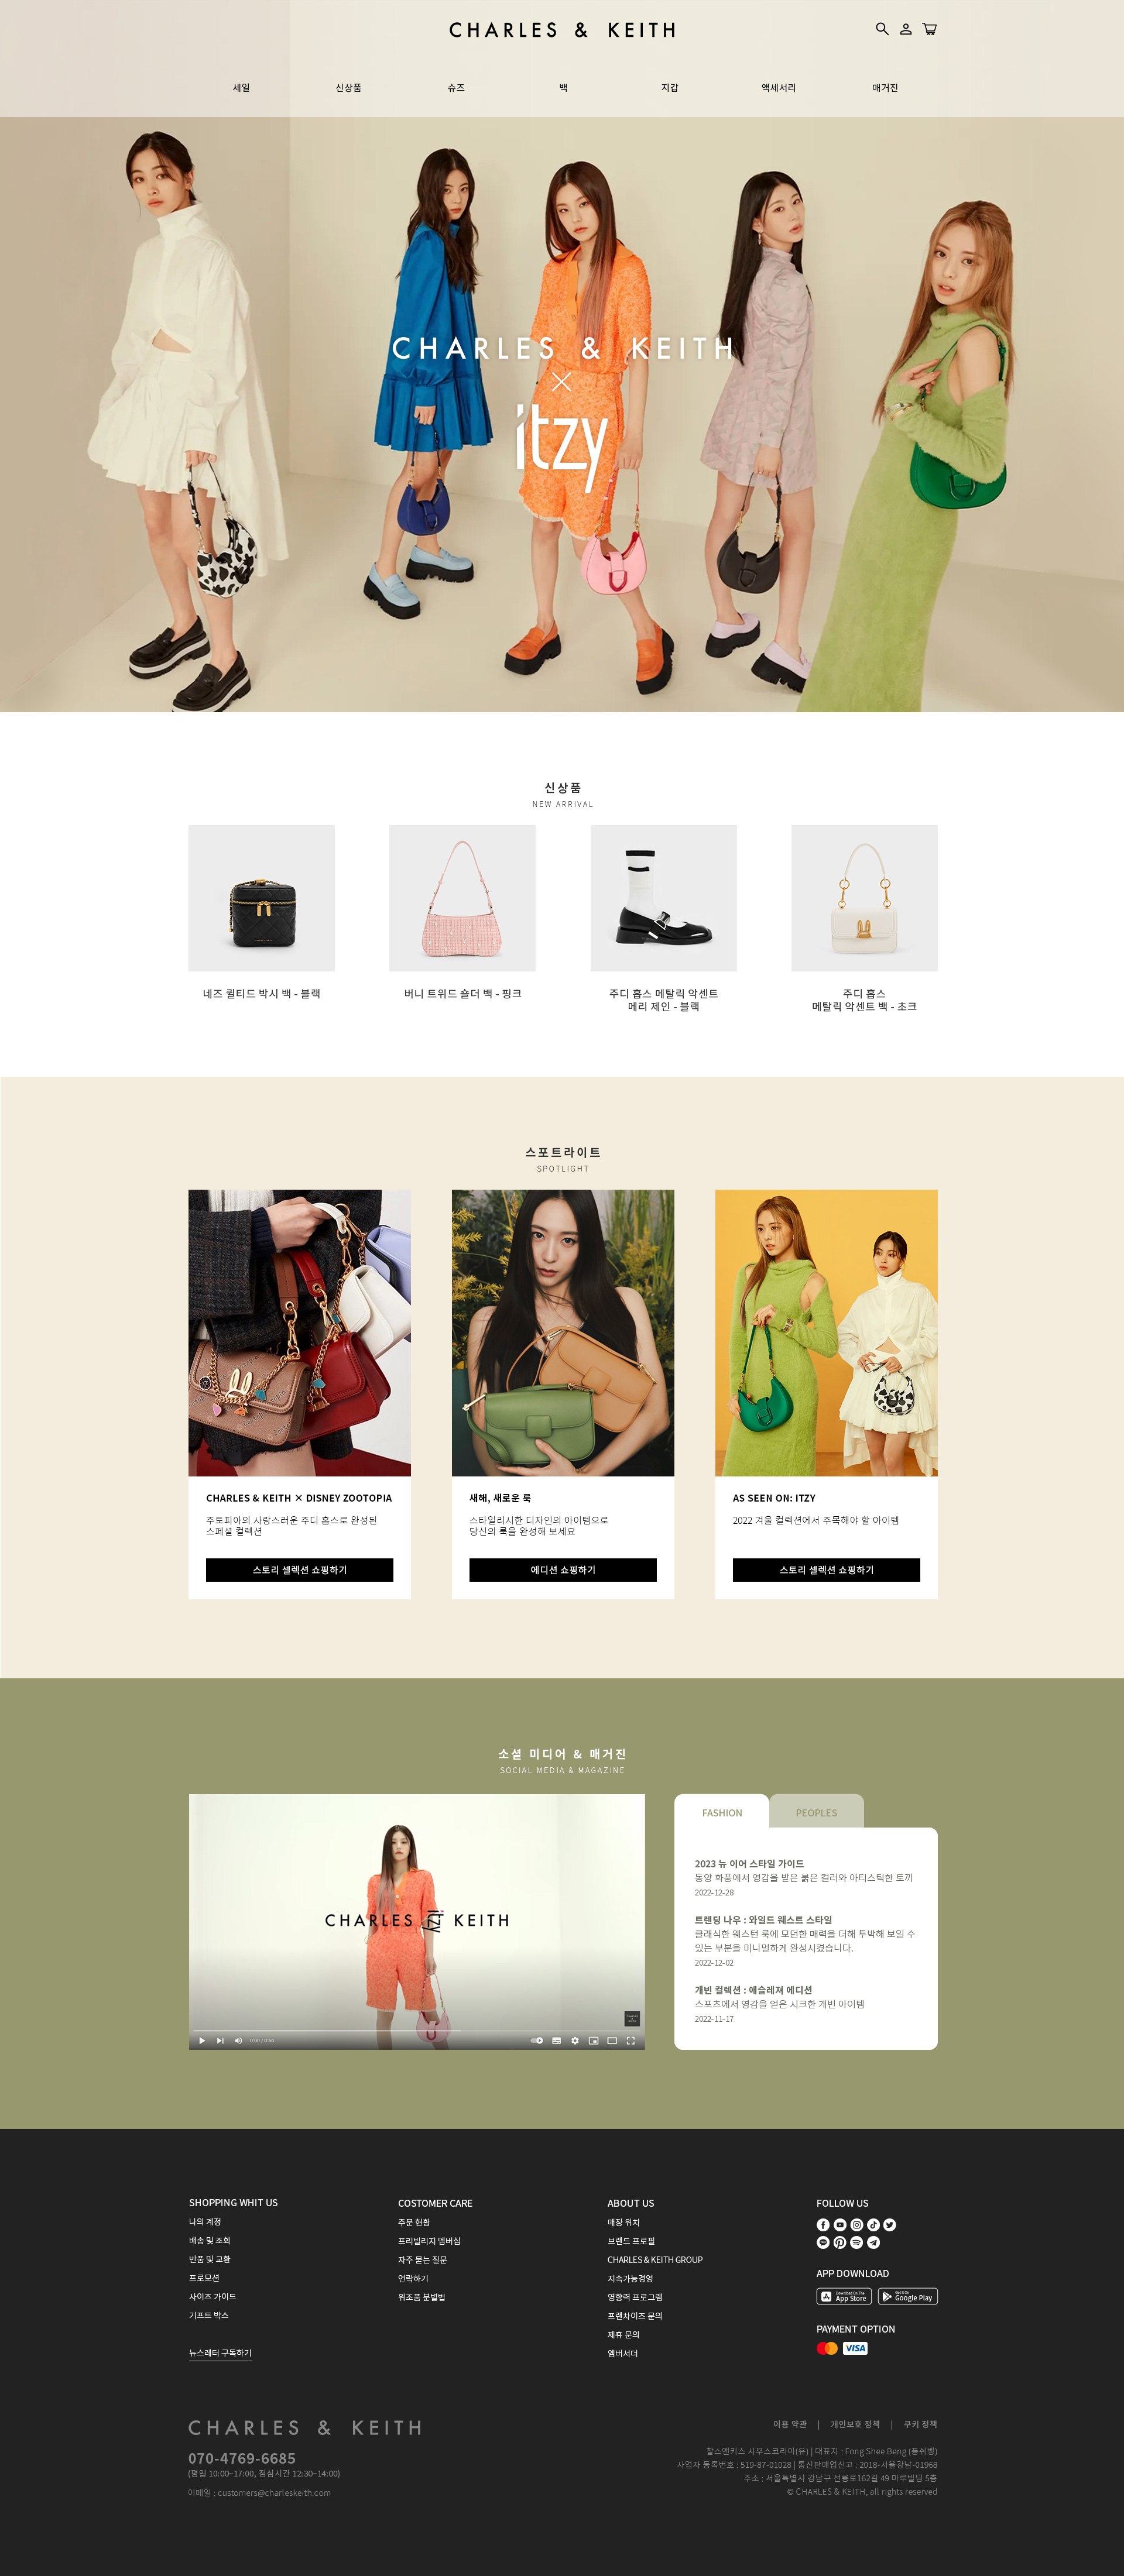 CHARLES & KEITH
세일 신상품 슈즈 백 지갑 액세서리 매거진
CHARLES & KEITH
×
itzy
신상품
NEW ARRIVAL
네즈 퀼티드 박시 백 - 블랙
버니 트위드 숄더 백 - 핑크
주디 홉스 메탈릭 악센트
메리 제인 - 블랙
주디 홉스
메탈릭 악센트 백 - 초크
스포트라이트
SPOTLIGHT
CHARLES & KEITH × DISNEY ZOOTOPIA
주토피아의 사랑스러운 주디 홉스로 완성된
스페셜 컬렉션
스토리 셀렉션 쇼핑하기
새해, 새로운 룩
스타일리시한 디자인의 아이템으로
당신의 룩을 완성해 보세요
에디션 쇼핑하기
AS SEEN ON: ITZY
2022 겨울 컬렉션에서 주목해야 할 아이템
스토리 셀렉션 쇼핑하기
소셜 미디어 & 매거진
SOCIAL MEDIA & MAGAZINE
CHARLES itzy KEITH
0:00 / 0:30
FASHION PEOPLES
2023 뉴 이어 스타일 가이드
동양 화풍에서 영감을 받은 붉은 컬러와 아티스틱한 토끼
2022-12-28
트렌딩 나우 : 와일드 웨스트 스타일
클래식한 웨스턴 룩에 모던한 매력을 더해 투박해 보일 수
있는 부분을 미니멀하게 완성시켰습니다.
2022-12-02
개빈 컬렉션 : 애슬레져 에디션
스포츠에서 영감을 얻은 시크한 개빈 아이템
2022-11-17
SHOPPING WHIT US
나의 계정
배송 및 조회
반품 및 교환
프로모션
사이즈 가이드
기프트 박스
뉴스레터 구독하기
COSTOMER CARE
주문 현황
프리빌리지 멤버십
자주 묻는 질문
연락하기
위조품 분별법
ABOUT US
매장 위치
브랜드 프로필
CHARLES & KEITH GROUP
지속가능경영
영향력 프로그램
프랜차이즈 문의
제휴 문의
엠버서더
FOLLOW US
APP DOWNLOAD
Download On The
App Store
Get It On
Google Play
PAYMENT OPTION
VISA
CHARLES & KEITH
070-4769-6685
(평일 10:00~17:00, 점심시간 12:30~14:00)
이메일 : customers@charleskeith.com
이용 약관 | 개인보호 정책 | 쿠키 정책
찰스앤키스 사우스코리아(유) | 대표자 : Fong Shee Beng (퐁쉬벵)
사업자 등록번호 : 519-87-01028 | 통신판매업신고 : 2018-서울강남-01968
주소 : 서울특별시 강남구 선릉로162길 49 마루빌딩 5층
© CHARLES & KEITH, all rights reserved